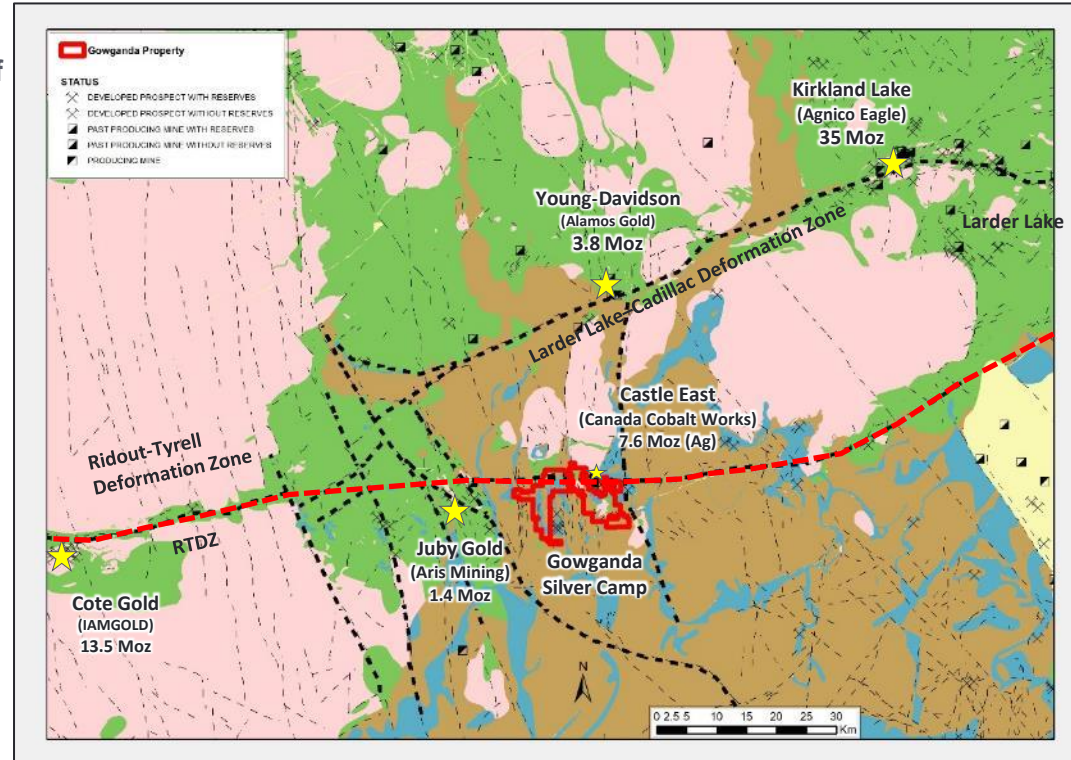 f
Gowganda Property
STATUS
DEVELOPED PROSPECT WITH RESERVES
DEVELOPED PROSPECT WITHOUT RESERVES
PAST PRODUCING MINE WITH RESERVES
PAST PRODUCING MINE WITHOUT RESERVES
PRODUCING MINE
Kirkland Lake
(Agnico Eagle)
35 Moz
Young-Davidson
(Alamos Gold)
3.8 Moz
Larder Lake
Larder Lake-Cadillac Deformation Zone
Castle East
(Canada Cobalt Works)
7.6 Moz (Ag)
Ridout-Tyrell
Deformation Zone
RTDZ
Juby Gold
(Aris Mining)
1.4 Moz
Gowganda
Silver Camp
Cote Gold
(IAMGOLD)
13.5 Moz
N
0 2.5 5 10 15 20 25 30
Km